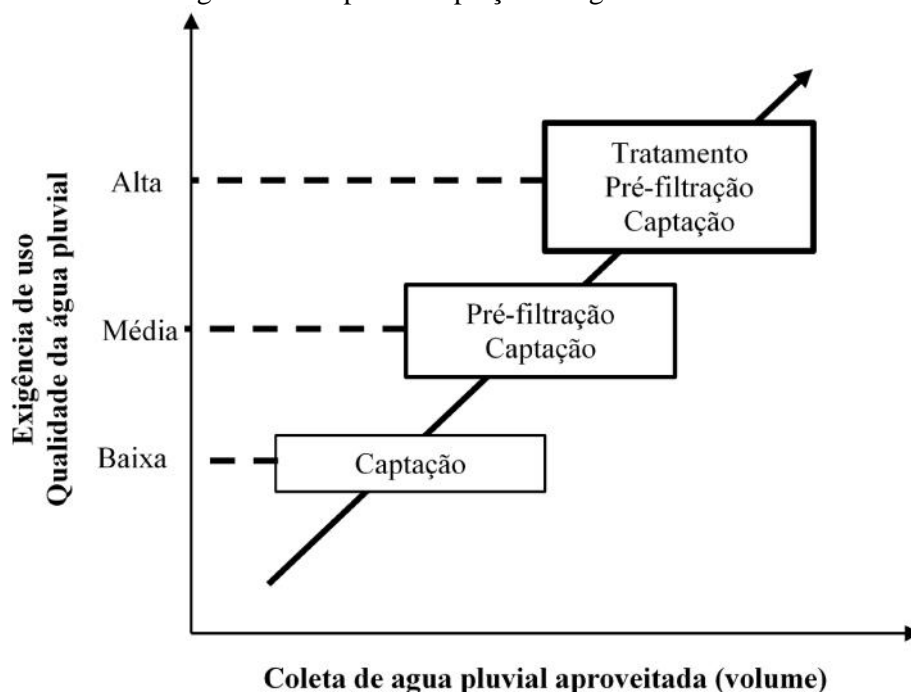 Alta
Média
Baixa
Exigência de uso
Qualidade da água pluvial
Tratamento
Pré-filtração
Captação
Pré-filtração
Captação
Captação
Coleta de agua pluvial aproveitada (volume)